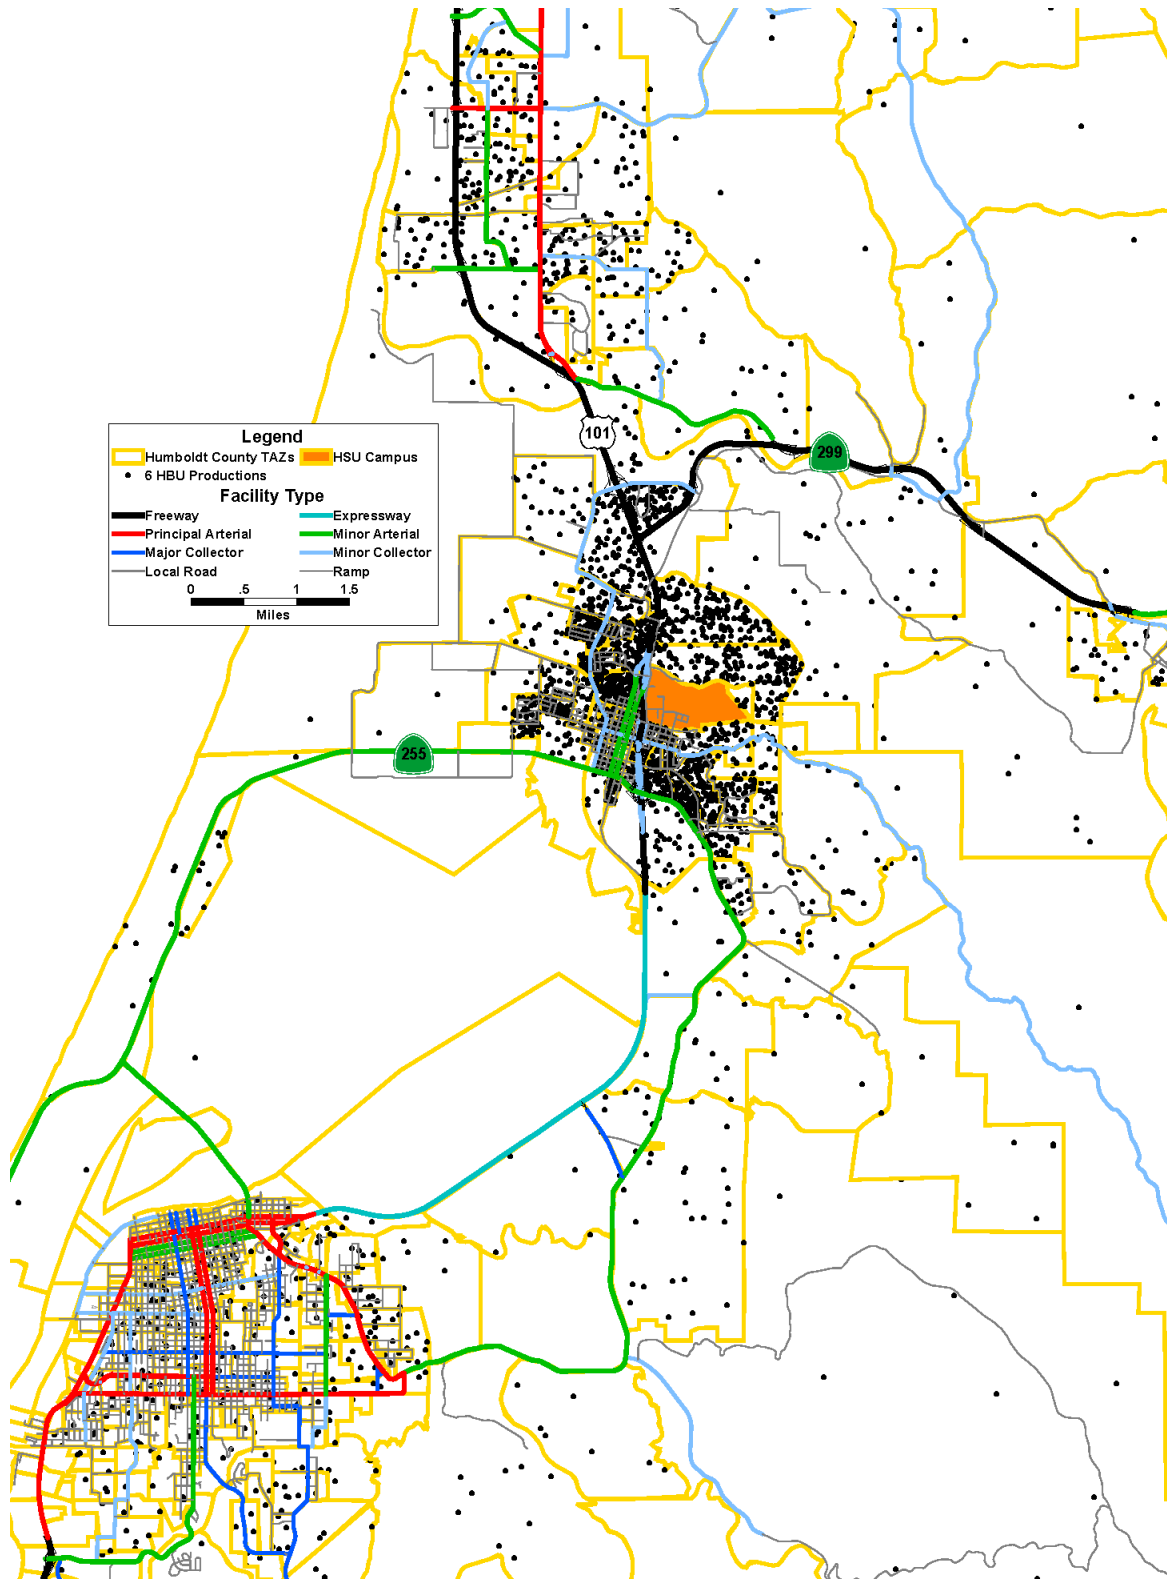 101
299
Legend
Humboldt County TAZs HSU Campus
6 HBU Productions
Facility Type
Freeway Expressway
Principal Arterial Minor Arterial
Major Collector Minor Collector
Local Road Ramp
0 .5 1 1.5
Miles
255